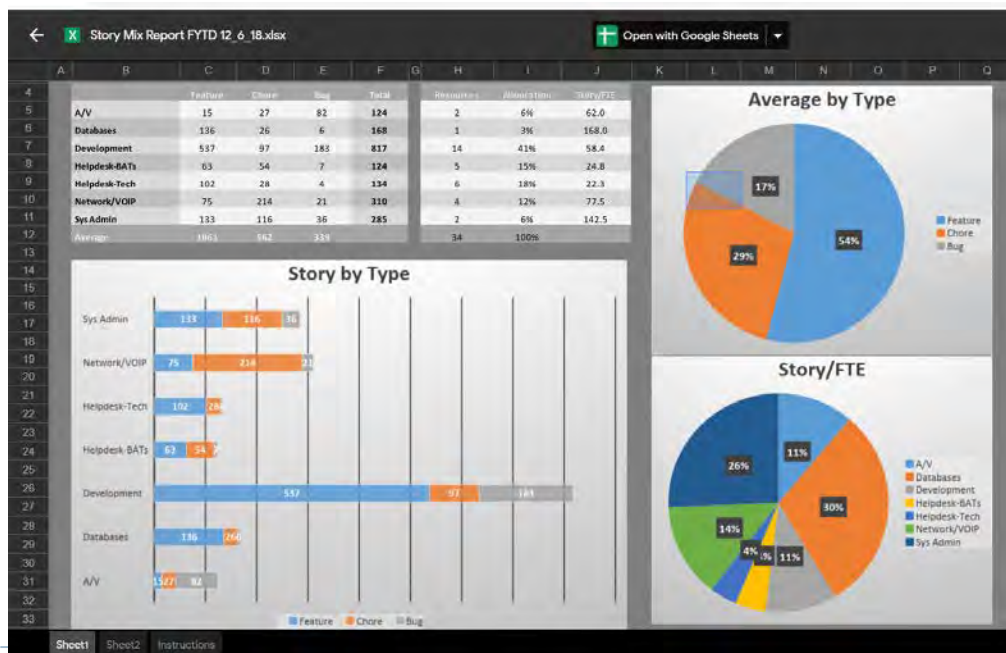 Story Mix Report FYTD 12_6_18.xlsx
Open with Google Sheets
A B C D E F G H I J K L M N O P Q
4 Feature Chore Bug Total Resources Allocation Story/FTE
5 A/V 15 27 82 124 2 6% 62.0
6 Databases 136 26 6 168 1 3% 168.0
7 Development 537 97 183 817 14 41% 58.4
8 Helpdesk-BATs 63 54 7 124 5 15% 24.8
9 Helpdesk-Tech 102 28 4 134 6 18% 22.3
10 Network/VOIP 75 214 21 310 4 12% 77.5
11 Sys Admin 133 116 36 285 2 6% 142.5
12 Average 1061 562 339 34 100%
13
14
15
16
17
18
19
20
21
22
23
24
25
26
27
28
29
30
31
32
33
Average by Type
17%
54%
29%
Feature
Chore
Bug
Story by Type
Sys Admin 133 116 36
Network/VOIP 75 214 21
Helpdesk-Tech 102 28
Helpdesk-BATs 63 54 7
Development 537 97 183
Databases 136 26 6
A/V 15 27 82
Feature Chore Bug
Story/FTE
11%
26%
30%
14%
4%
11%
A/V
Databases
Development
Helpdesk-BATs
Helpdesk-Tech
Network/VOIP
Sys Admin
Sheet1 Sheet2 Instructions